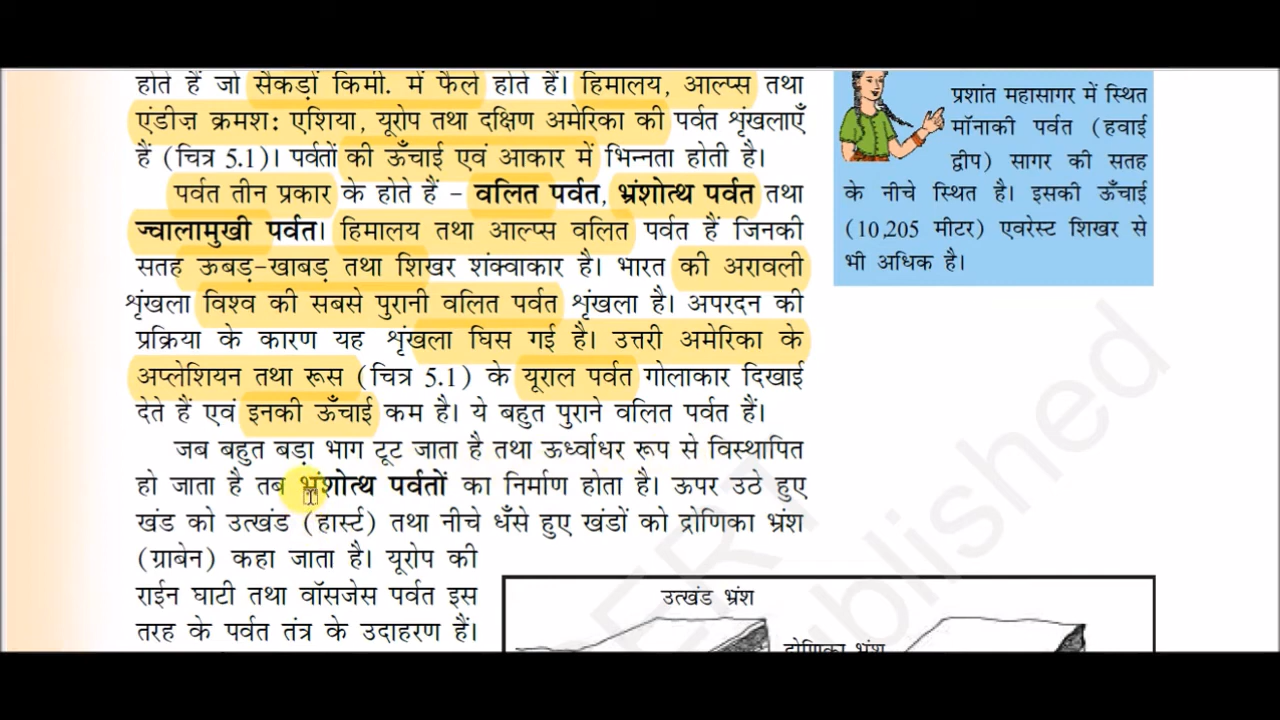 होते हैं जो सैकड़ों किमी. में फैले होते हैं। हिमालय, आल्प्स तथा
एंडीज़ क्रमश: एशिया, यूरोप तथा दक्षिण अमेरिका की पर्वत शृंखलाएँ
हैं (चित्र 5.1)। पर्वतों की ऊँचाई एवं आकार में भिन्नता होती है।
पर्वत तीन प्रकार के होते हैं – वलित पर्वत, भ्रंशोत्थ पर्वत तथा
ज्वालामुखी पर्वत। हिमालय तथा आल्प्स वलित पर्वत हैं जिनकी
सतह ऊबड़-खाबड़ तथा शिखर शंक्वाकार है। भारत की अरावली
शृंखला विश्व की सबसे पुरानी वलित पर्वत शृंखला है। अपरदन की
प्रक्रिया के कारण यह शृंखला घिस गई है। उत्तरी अमेरिका के
अप्लेशियन तथा रूस (चित्र 5.1) के यूराल पर्वत गोलाकार दिखाई
देते हैं एवं इनकी ऊँचाई कम है। ये बहुत पुराने वलित पर्वत हैं।
जब बहुत बड़ा भाग टूट जाता है तथा ऊर्ध्वाधर रूप से विस्थापित
हो जाता है तब भ्रंशोत्थ पर्वतों का निर्माण होता है। ऊपर उठे हुए
खंड को उत्खंड (हार्स्ट) तथा नीचे धँसे हुए खंडों को द्रोणिका भ्रंश
(ग्राबेन) कहा जाता है। यूरोप की
राईन घाटी तथा वॉसजेस पर्वत इस
तरह के पर्वत तंत्र के उदाहरण हैं।
प्रशांत महासागर में स्थित
मॉनाकी पर्वत (हवाई
द्वीप) सागर की सतह
के नीचे स्थित है। इसकी ऊँचाई
(10,205 मीटर) एवरेस्ट शिखर से
भी अधिक है।
उत्खंड भ्रंश
द्रोणिका भ्रंश